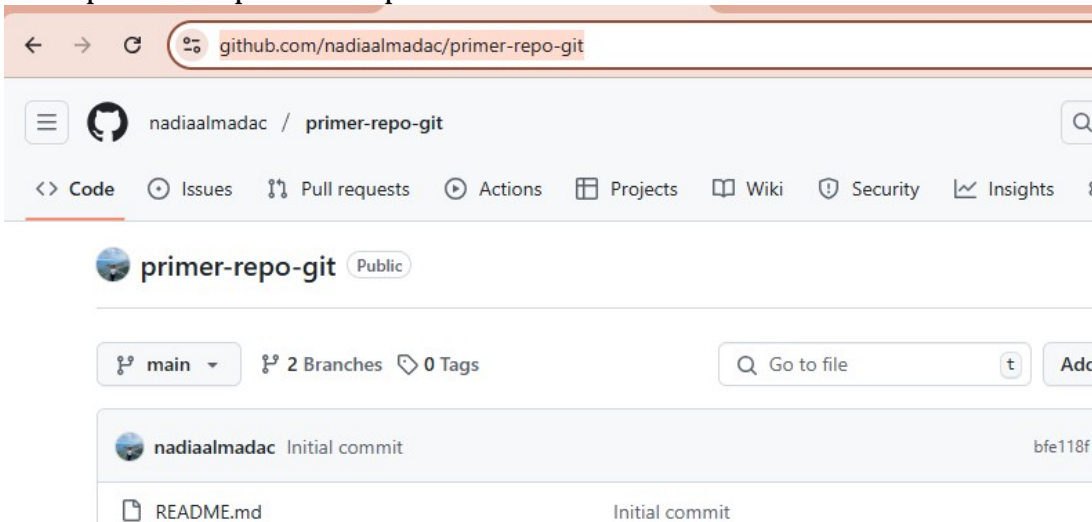 github.com/nadiaalmadac/primer-repo-git
nadiaalmadac / primer-repo-git
Code Issues Pull requests Actions Projects Wiki Security Insights
primer-repo-git Public
main 2 Branches 0 Tags Go to file t Add
nadiaalmadac Initial commit bfe118f
README.md Initial commit